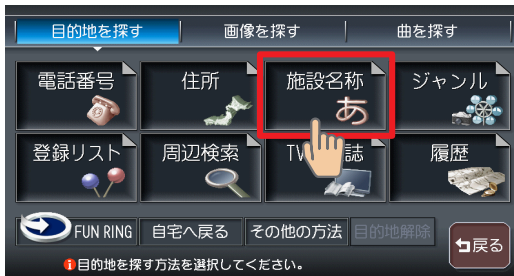 目的地を探す 画像を探す 曲を探す
電話番号 住所 施設名称 ジャンル
あ
登録リスト 周辺検索 TV 誌 履歴
FUN RING 自宅へ戻る その他の方法 目的地解除
戻る
目的地を探す方法を選択してください。